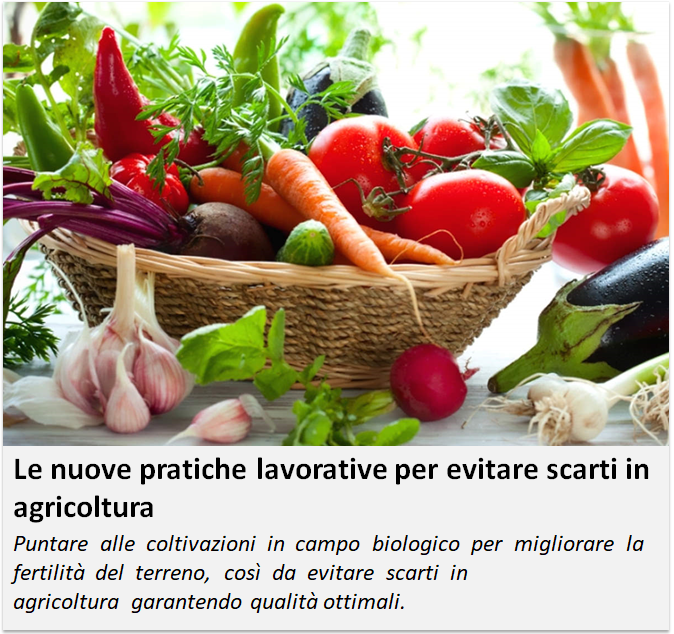 Le nuove pratiche lavorative per evitare scarti in
agricoltura
Puntare alle coltivazioni in campo biologico per migliorare la
fertilità del terreno, così da evitare scarti in
agricoltura garantendo qualità ottimali.